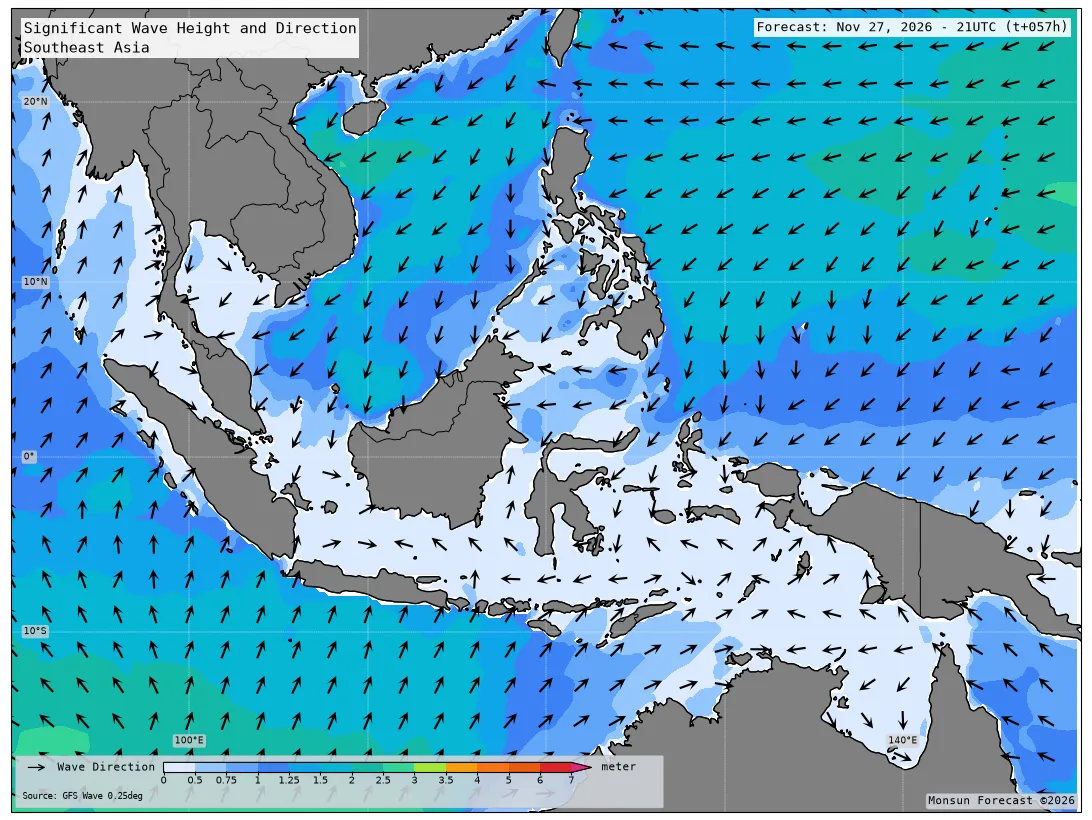 Significant Wave Height and Direction
Southeast Asia
Forecast: Nov 27, 2026 - 21UTC (t+057h)
20°N
10°N
0°
10°S
100°E
140°E
Wave Direction
meter
0 0.5 0.75 1 1.25 1.5 2 2.5 3 3.5 4 5 6 7
Source: GFS Wave 0.25deg
Monsun Forecast ©2026